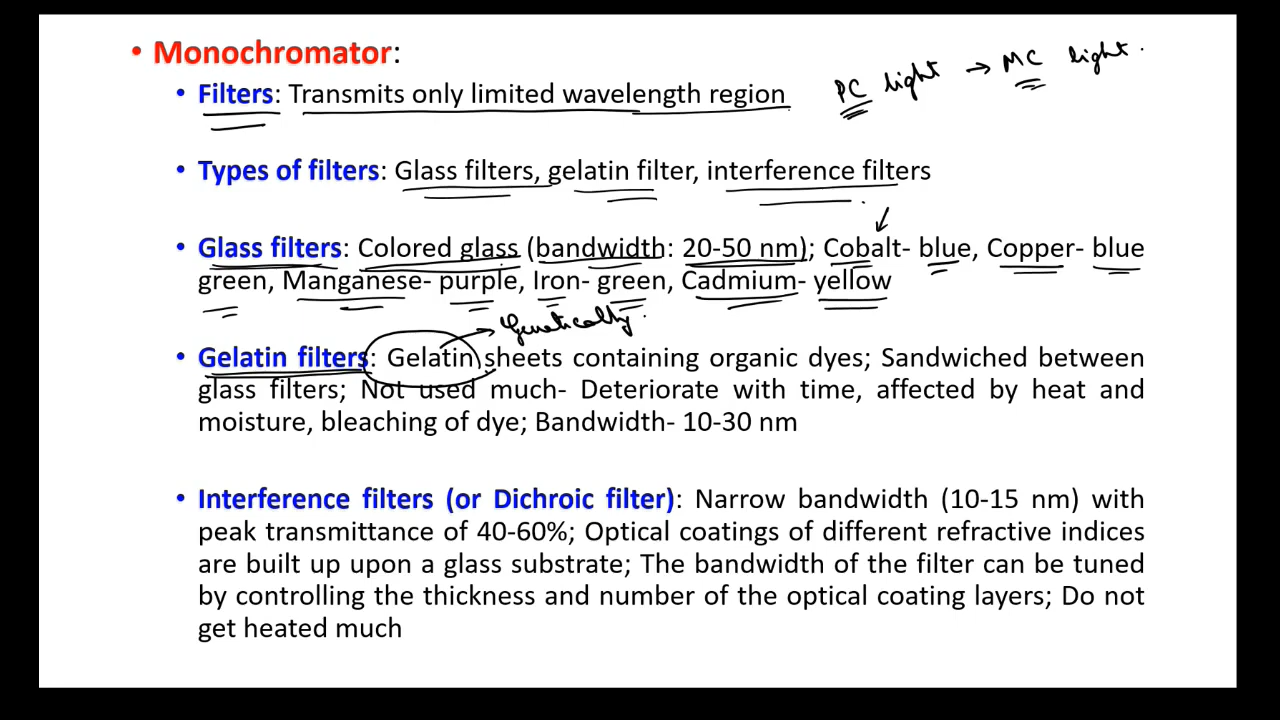 • Monochromator:
PC light → MC light.
• Filters: Transmits only limited wavelength region
• Types of filters: Glass filters, gelatin filter, interference filters
• Glass filters: Colored glass (bandwidth: 20-50 nm); Cobalt- blue, Copper- blue
green, Manganese- purple, Iron- green, Cadmium- yellow
Genetically.
• Gelatin filters: Gelatin sheets containing organic dyes; Sandwiched between
glass filters; Not used much- Deteriorate with time, affected by heat and
moisture, bleaching of dye; Bandwidth- 10-30 nm
• Interference filters (or Dichroic filter): Narrow bandwidth (10-15 nm) with
peak transmittance of 40-60%; Optical coatings of different refractive indices
are built up upon a glass substrate; The bandwidth of the filter can be tuned
by controlling the thickness and number of the optical coating layers; Do not
get heated much